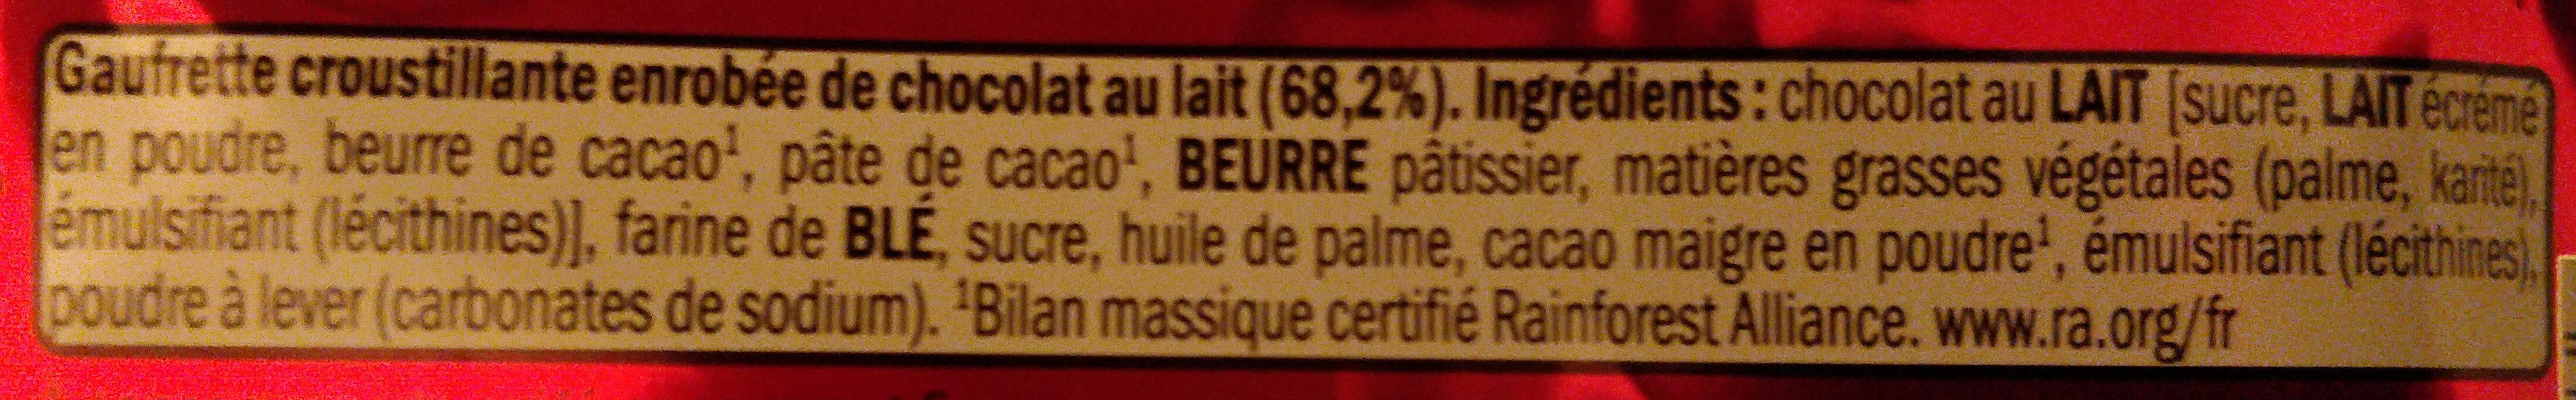 Gaufrette croustillante enrobée de chocolat au lait (68,2%). Ingrédients : chocolat au LAIT [sucre, LAIT écrémé
en poudre, beurre de cacao¹, pâte de cacao¹, BEURRE pâtissier, matières grasses végétales (palme, karité),
émulsifiant (lécithines)], farine de BLÉ, sucre, huile de palme, cacao maigre en poudre¹, émulsifiant (lécithines),
poudre à lever (carbonates de sodium). ¹Bilan massique certifié Rainforest Alliance. www.ra.org/fr